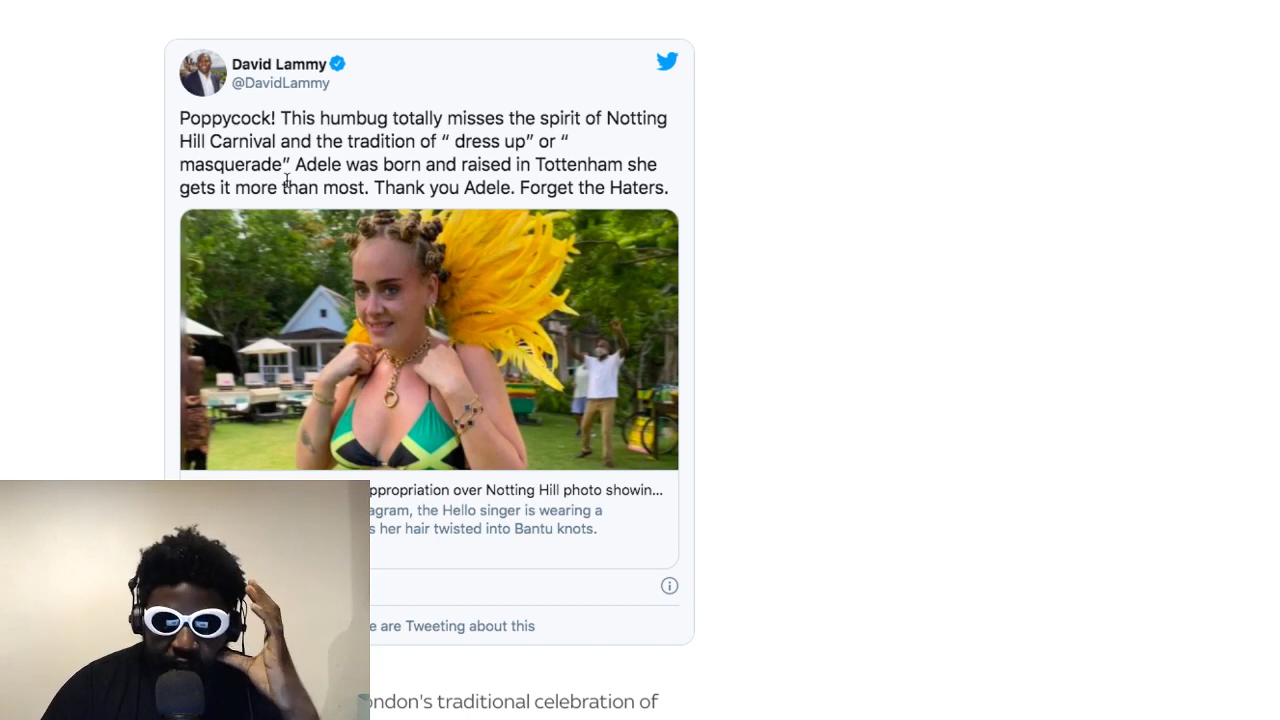 David Lammy
@DavidLammy
Poppycock! This humbug totally misses the spirit of Notting
Hill Carnival and the tradition of “ dress up” or “
masquerade” Adele was born and raised in Tottenham she
gets it more than most. Thank you Adele. Forget the Haters.
ppropriation over Notting Hill photo showin...
agram, the Hello singer is wearing a
s her hair twisted into Bantu knots.
e are Tweeting about this
ondon's traditional celebration of